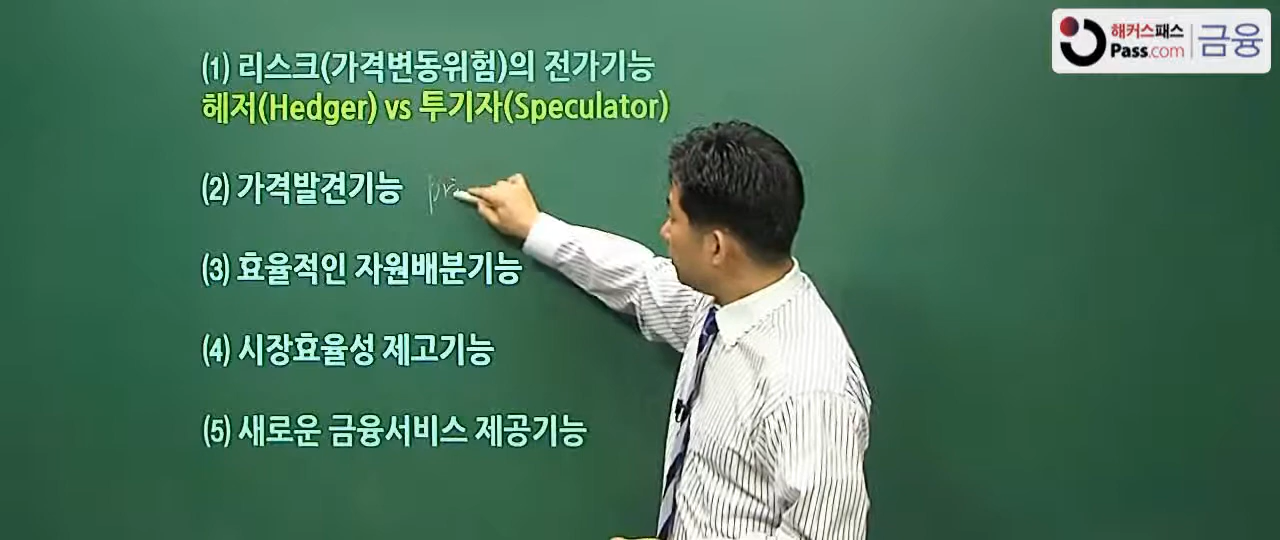 해커스패스
Pass.com
금융
(1) 리스크(가격변동위험)의 전가기능
헤저(Hedger) vs 투기자(Speculator)
(2) 가격발견기능 pri
(3) 효율적인 자원배분기능
(4) 시장효율성 제고기능
(5) 새로운 금융서비스 제공기능